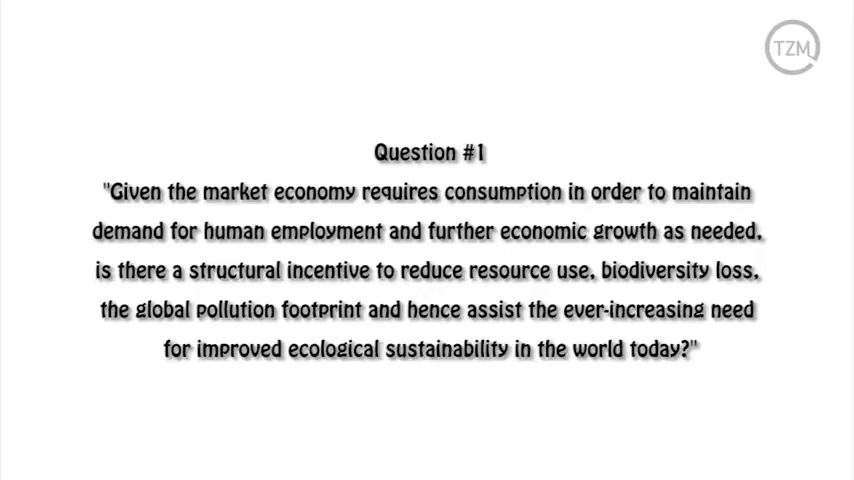 TZM
Question #1
"Given the market economy requires consumption in order to maintain
demand for human employment and further economic growth as needed,
is there a structural incentive to reduce resource use, biodiversity loss,
the global pollution footprint and hence assist the ever-increasing need
for improved ecological sustainability in the world today?"